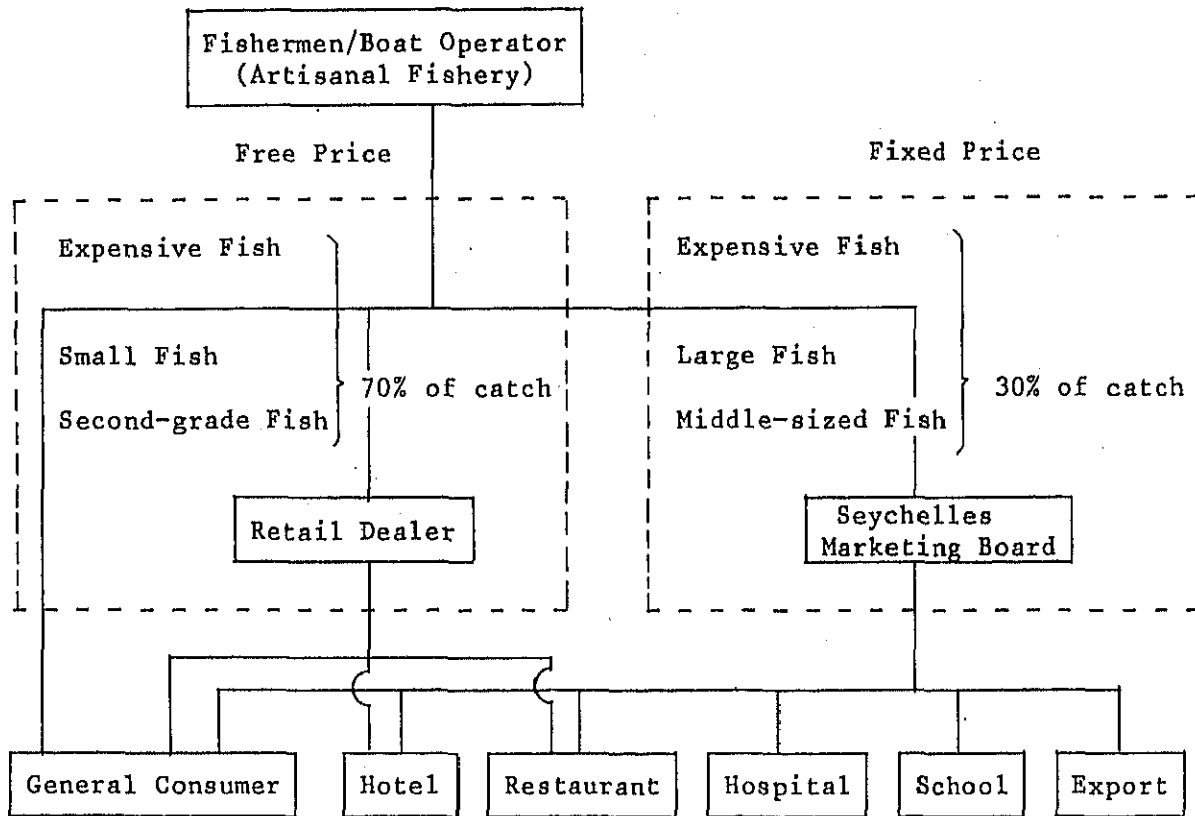 Fishermen/Boat Operator
(Artisanal Fishery)
Free Price
Fixed Price
Expensive Fish
Small Fish
Second-grade Fish
70% of catch
Retail Dealer
Expensive Fish
Large Fish
Middle-sized Fish
30% of catch
Seychelles
Marketing Board
General Consumer
Hotel
Restaurant
Hospital
School
Export